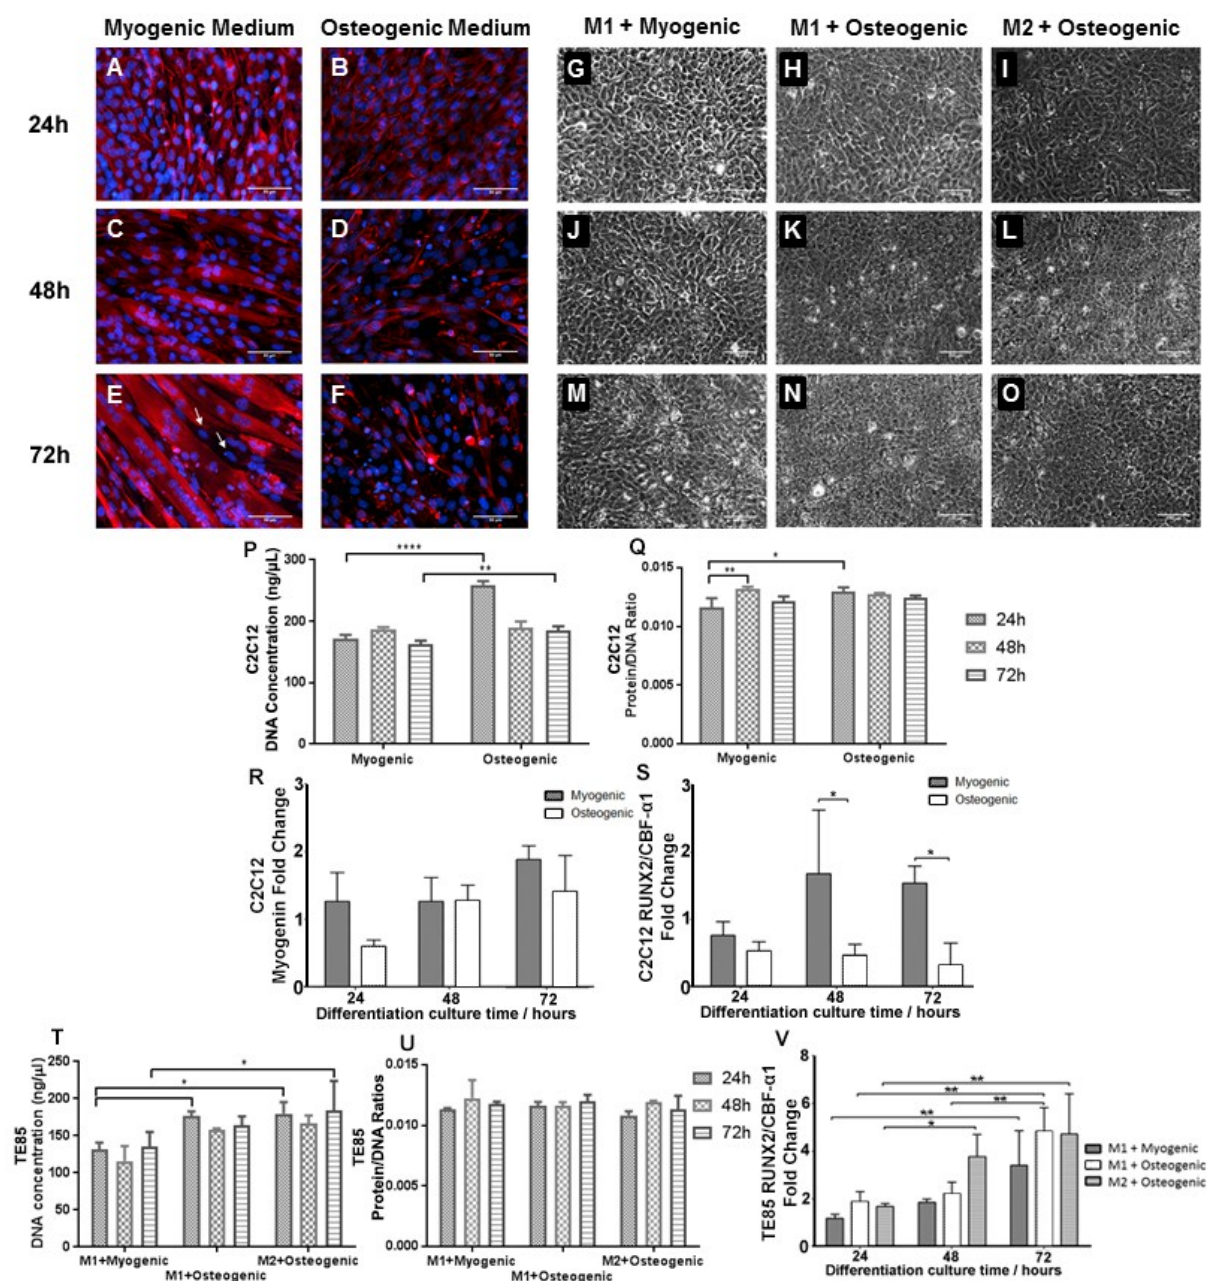 Myogenic Medium Osteogenic Medium M1 + Myogenic M1 + Osteogenic M2 + Osteogenic
24h A B G H I
48h C D J K L
72h E F M N O
P
C2C12
DNA Concentration (ng/µL)
300
200
100
0
****
**
Myogenic Osteogenic
Q
C2C12
Protein/DNA Ratio
0.015
0.010
0.005
0.000
*
**
Myogenic Osteogenic
24h
48h
72h
R
C2C12
Myogenin Fold Change
3
2
1
0
Myogenic
Osteogenic
24 48 72
Differentiation culture time / hours
S
C2C12 RUNX2/CBF-α1
Fold Change
3
2
1
0
*
*
Myogenic
Osteogenic
24 48 72
Differentiation culture time / hours
T
TE85
DNA concentration (ng/µl)
250
200
150
100
50
0
*
*
M1+Myogenic M2+Osteogenic
M1+Osteogenic
U
TE85
Protein/DNA Ratios
0.015
0.010
0.005
0.000
M1+Myogenic M2+Osteogenic
M1+Osteogenic
24h
48h
72h
V
TE85 RUNX2/CBF-α1
Fold Change
8
6
4
2
0
**
**
**
**
*
M1 + Myogenic
M1 + Osteogenic
M2 + Osteogenic
24 48 72
Differentiation culture time / hours